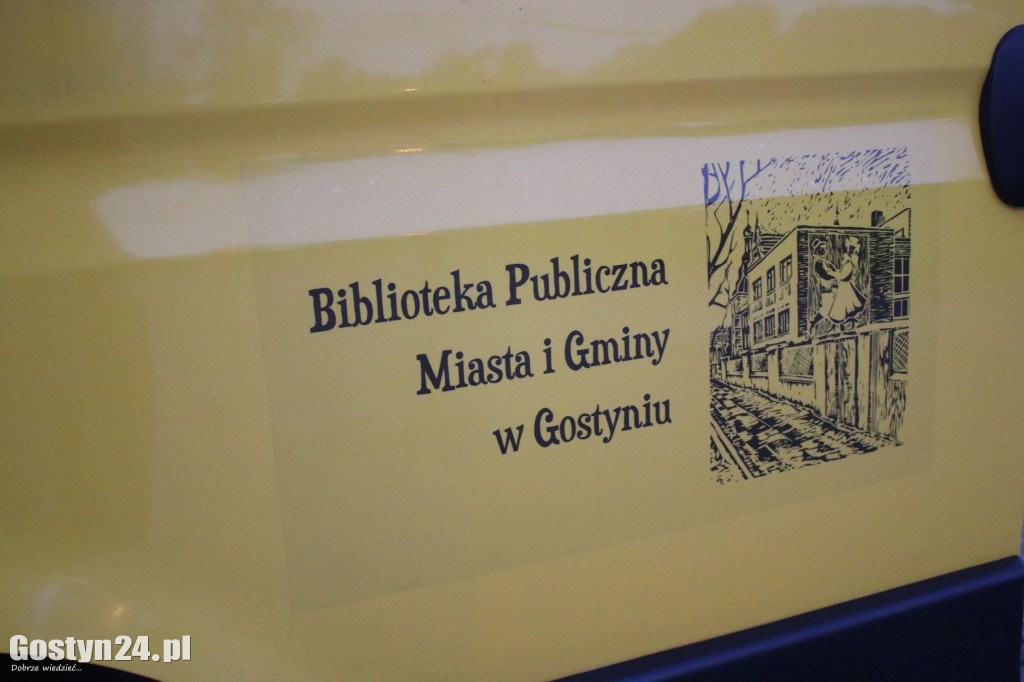 Biblioteka Publiczna
Miasta i Gminy
w Gostyniu
Gostyn24.pl
Dobrze wiedzieć...